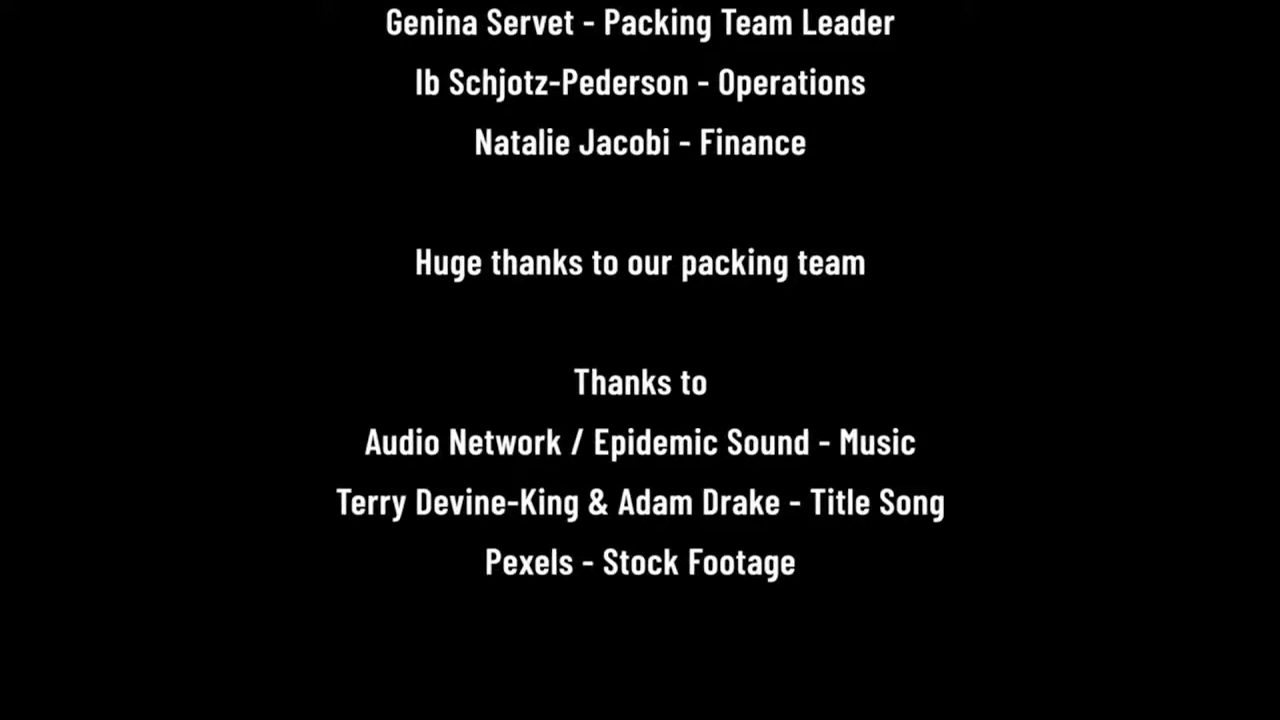 Genina Servet - Packing Team Leader
Ib Schjotz-Pederson - Operations
Natalie Jacobi - Finance
Huge thanks to our packing team
Thanks to
Audio Network / Epidemic Sound - Music
Terry Devine-King & Adam Drake - Title Song
Pexels - Stock Footage